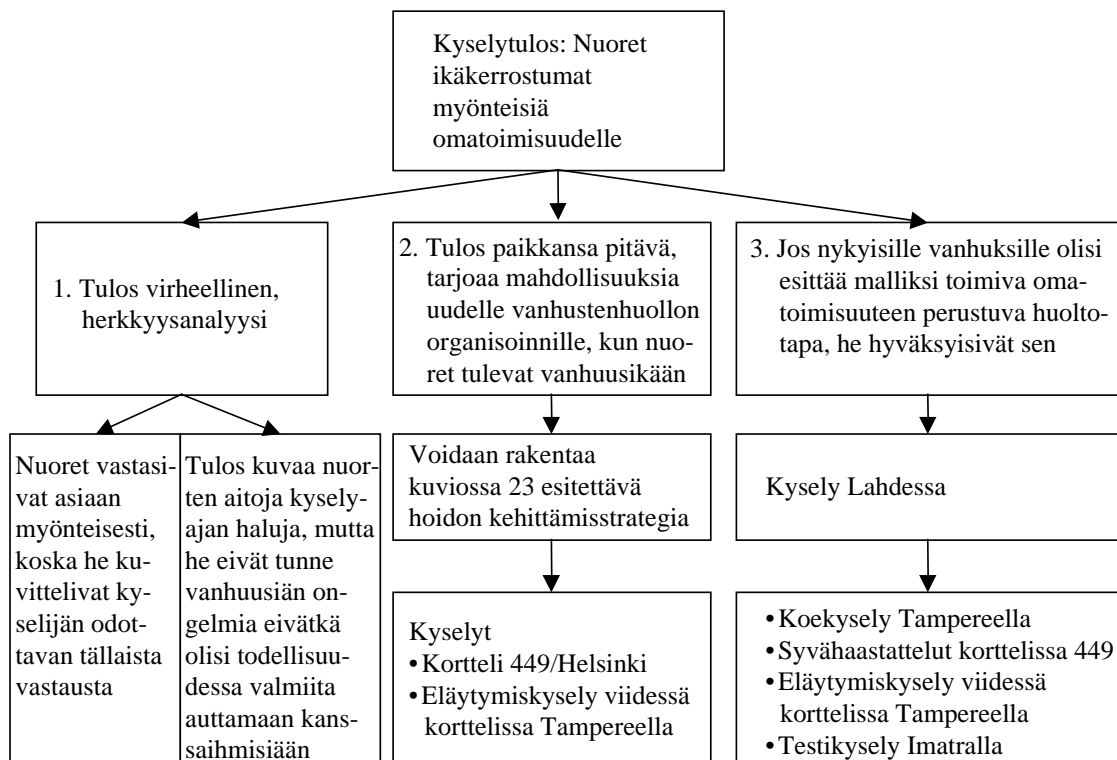 Kyselytulos: Nuoret
ikäkerrostumat
myönteisiä
omatoimisuudelle
1. Tulos virheellinen,
herkkyysanalyysi
2. Tulos paikkansa pitävä,
tarjoaa mahdollisuuksia
uudelle vanhustenhuollon
organisoinnille, kun nuo-
ret tulevat vanhuusikään
3. Jos nykyisille vanhuksille olisi
esittää malliksi toimiva oma-
toimisuuteen perustuva huolto-
tapa, he hyväksyisivät sen
Nuoret vastasi-
vat asiaan
myönteisesti,
koska he ku-
vittelivat ky-
selijän odot-
tavan tällaista
vastausta
Tulos kuvaa nuor-
ten aitoja kysely-
ajan haluja, mutta
he eivät tunne
vanhuusiän on-
gelmia eivätkä
olisi todellisuu-
dessa valmiita
auttamaan kans-
saihmisiään
Voidaan rakentaa
kuviossa 23 esitettävä
hoidon kehittämisstrategia
Kysely Lahdessa
Kyselyt
• Kortteli 449/Helsinki
• Eläytymiskysely viidessä
korttelissa Tampereella
• Koekysely Tampereella
• Syvähaastattelut korttelissa 449
• Eläytymiskysely viidessä
korttelissa Tampereella
• Testikysely Imatralla